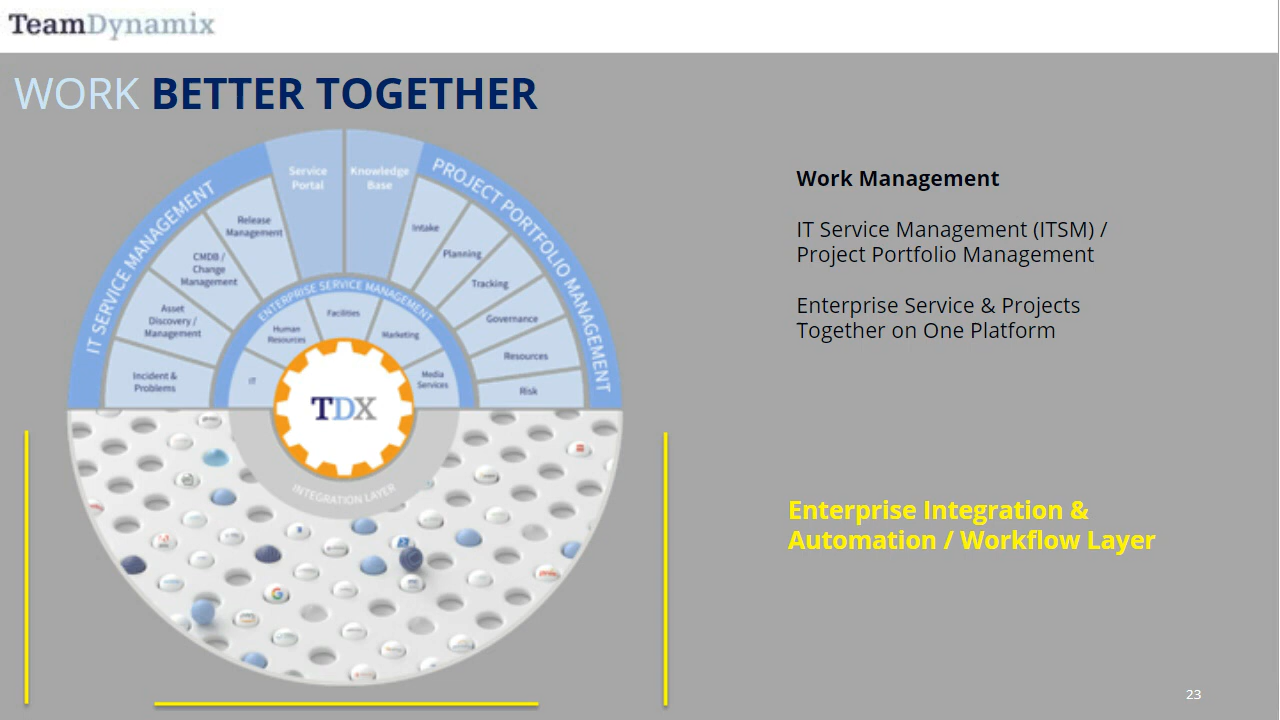 TeamDynamix
WORK BETTER TOGETHER
IT SERVICE MANAGEMENT
Service
Portal
Knowledge
Base
PROJECT PORTFOLIO MANAGEMENT
Release
Management
CMDB /
Change
Management
Asset
Discovery /
Management
Incident &
Problems
Intake
Planning
Tracking
Governance
Resources
Risk
ENTERPRISE SERVICE MANAGEMENT
IT
Human
Resources
Facilities
Marketing
Media
Services
TDX
INTEGRATION LAYER
G
Work Management
IT Service Management (ITSM) /
Project Portfolio Management
Enterprise Service & Projects
Together on One Platform
Enterprise Integration &
Automation / Workflow Layer
23